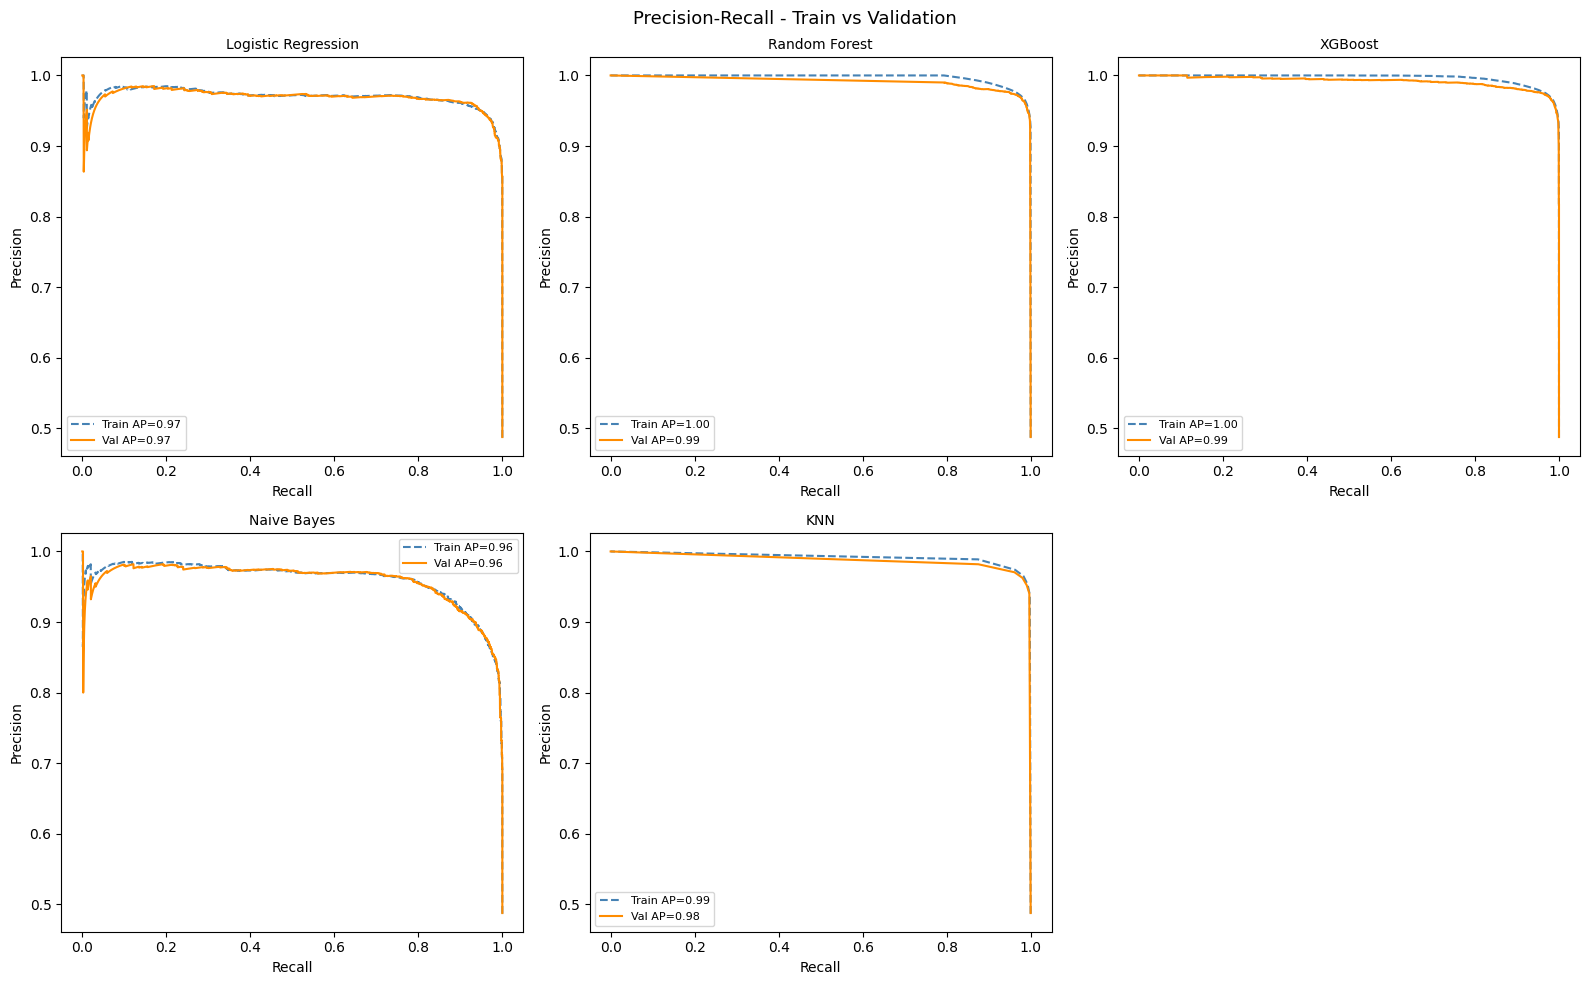 Precision-Recall - Train vs Validation
Logistic Regression
1.0
0.9
0.8
0.7
0.6
0.5
Precision
Train AP=0.97
Val AP=0.97
0.0 0.2 0.4 0.6 0.8 1.0
Recall
Random Forest
1.0
0.9
0.8
0.7
0.6
0.5
Precision
Train AP=1.00
Val AP=0.99
0.0 0.2 0.4 0.6 0.8 1.0
Recall
XGBoost
1.0
0.9
0.8
0.7
0.6
0.5
Precision
Train AP=1.00
Val AP=0.99
0.0 0.2 0.4 0.6 0.8 1.0
Recall
Naive Bayes
1.0
0.9
0.8
0.7
0.6
0.5
Precision
Train AP=0.96
Val AP=0.96
0.0 0.2 0.4 0.6 0.8 1.0
Recall
KNN
1.0
0.9
0.8
0.7
0.6
0.5
Precision
Train AP=0.99
Val AP=0.98
0.0 0.2 0.4 0.6 0.8 1.0
Recall